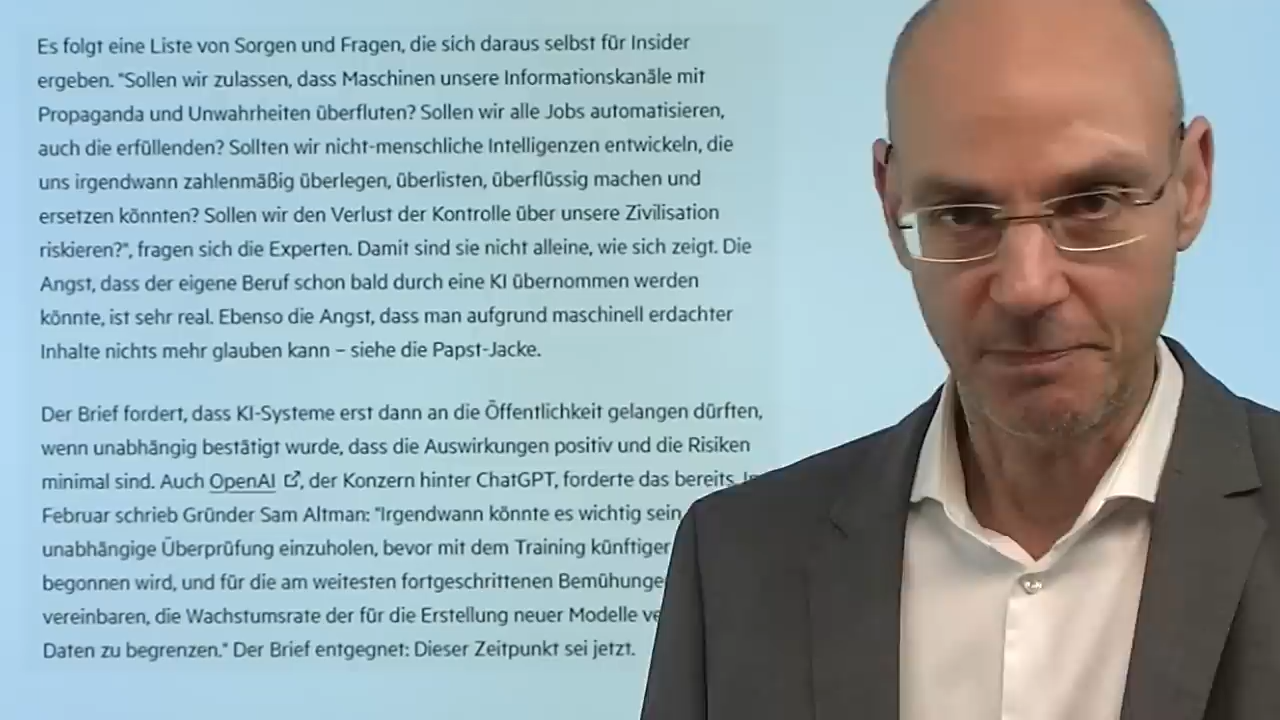 Es folgt eine Liste von Sorgen und Fragen, die sich daraus selbst für Insider
ergeben. "Sollen wir zulassen, dass Maschinen unsere Informationskanäle mit
Propaganda und Unwahrheiten überfluten? Sollen wir alle Jobs automatisieren,
auch die erfüllenden? Sollten wir nicht-menschliche Intelligenzen entwickeln, die
uns irgendwann zahlenmäßig überlegen, überlisten, überflüssig machen und
ersetzen könnten? Sollen wir den Verlust der Kontrolle über unsere Zivilisation
riskieren?", fragen sich die Experten. Damit sind sie nicht alleine, wie sich zeigt. Die
Angst, dass der eigene Beruf schon bald durch eine KI übernommen werden
könnte, ist sehr real. Ebenso die Angst, dass man aufgrund maschinell erdachter
Inhalte nichts mehr glauben kann – siehe die Papst-Jacke.
Der Brief fordert, dass KI-Systeme erst dann an die Öffentlichkeit gelangen dürften,
wenn unabhängig bestätigt wurde, dass die Auswirkungen positiv und die Risiken
minimal sind. Auch OpenAI, der Konzern hinter ChatGPT, forderte das bereits.
Februar schrieb Gründer Sam Altman: "Irgendwann könnte es wichtig sein
unabhängige Überprüfung einzuholen, bevor mit dem Training künftiger
begonnen wird, und für die am weitesten fortgeschrittenen
vereinbaren, die Wachstumsrate der für die Erstellung neuer Modelle
Daten zu begrenzen." Der Brief entgegnet: Dieser Zeitpunkt sei jetzt.